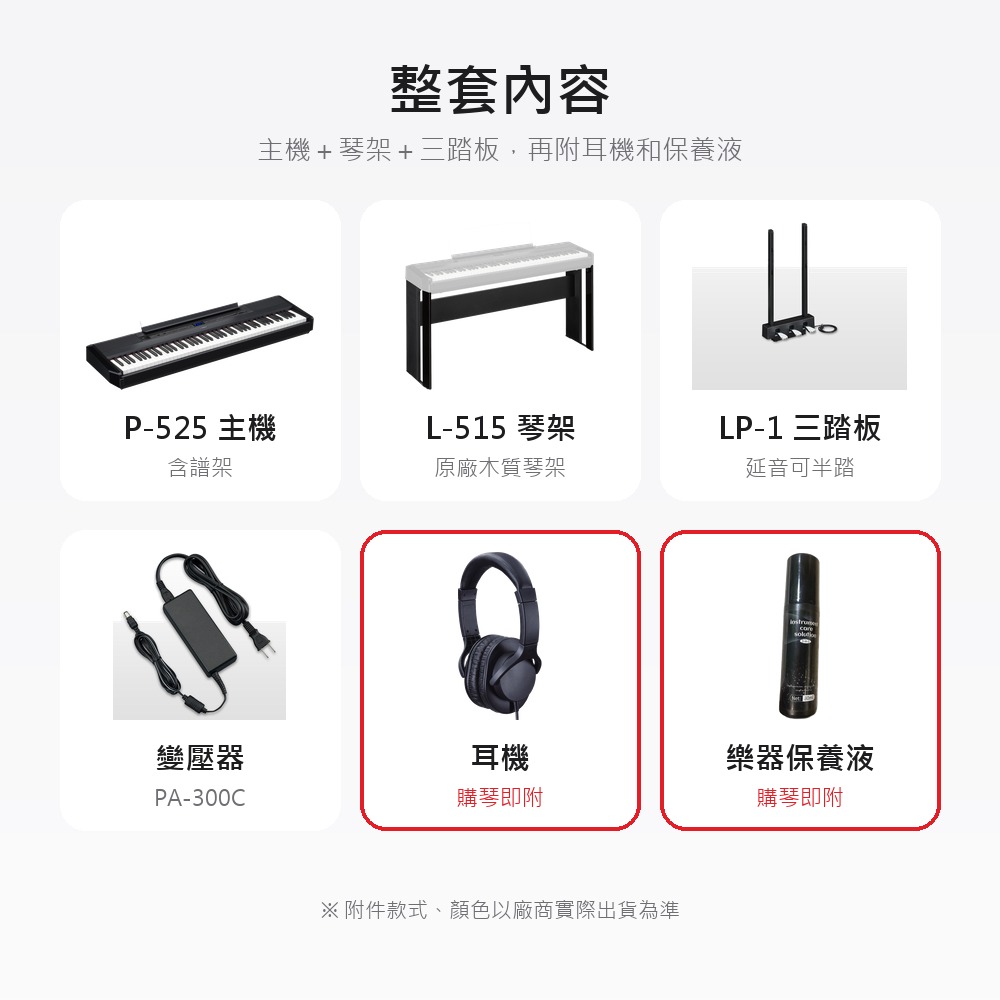 整套內容
主機 + 琴架 + 三踏板，再附耳機和保養液
P-525 主機
含譜架
L-515 琴架
原廠木質琴架
LP-1 三踏板
延音可半踏
變壓器
PA-300C
耳機
購琴即附
instrument
care
solution
樂器保養液
購琴即附
※ 附件款式、顏色以廠商實際出貨為準